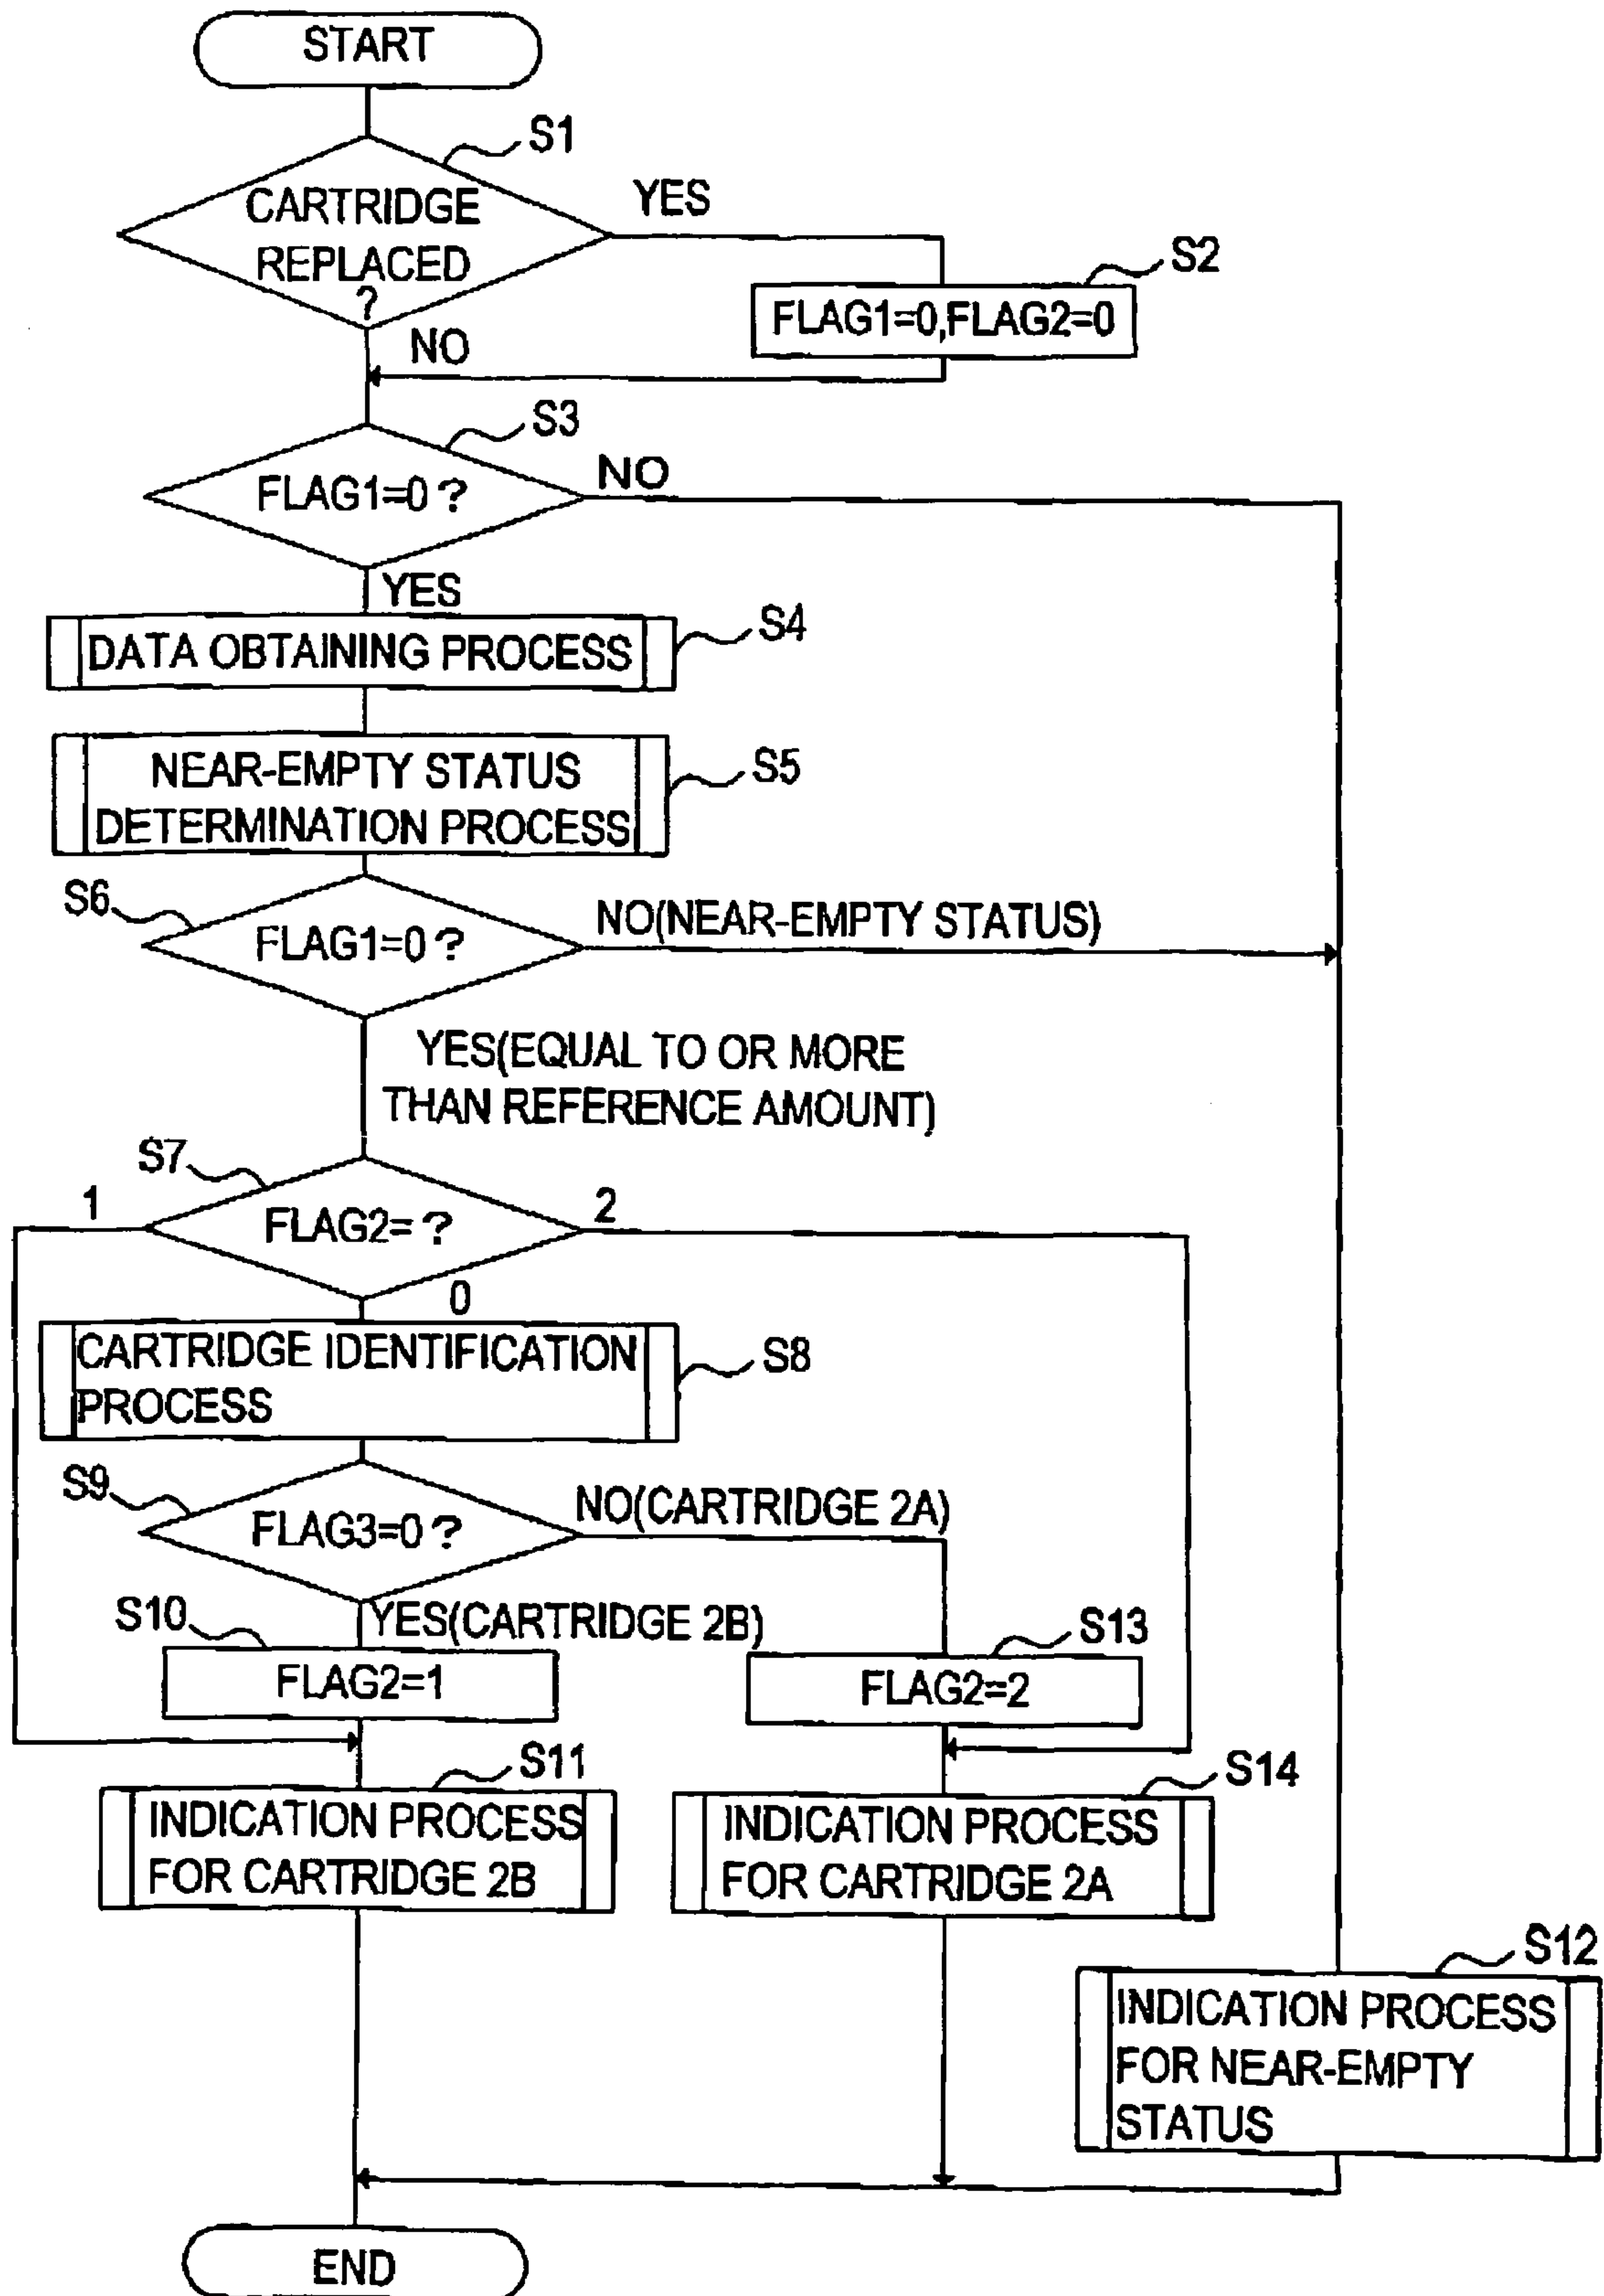 START
S1
CARTRIDGE
REPLACED
?
YES
S2
FLAG1=0,FLAG2=0
NO
S3
FLAG1=0 ?
NO
YES
DATA OBTAINING PROCESS
S4
NEAR-EMPTY STATUS
DETERMINATION PROCESS
S5
S6
FLAG1=0 ?
NO(NEAR-EMPTY STATUS)
YES(EQUAL TO OR MORE
THAN REFERENCE AMOUNT)
S7
1
FLAG2= ?
2
0
CARTRIDGE IDENTIFICATION
PROCESS
S8
S9
FLAG3=0 ?
NO(CARTRIDGE 2A)
S10
YES(CARTRIDGE 2B)
S13
FLAG2=1
FLAG2=2
S11
S14
INDICATION PROCESS
FOR CARTRIDGE 2B
INDICATION PROCESS
FOR CARTRIDGE 2A
S12
INDICATION PROCESS
FOR NEAR-EMPTY
STATUS
END